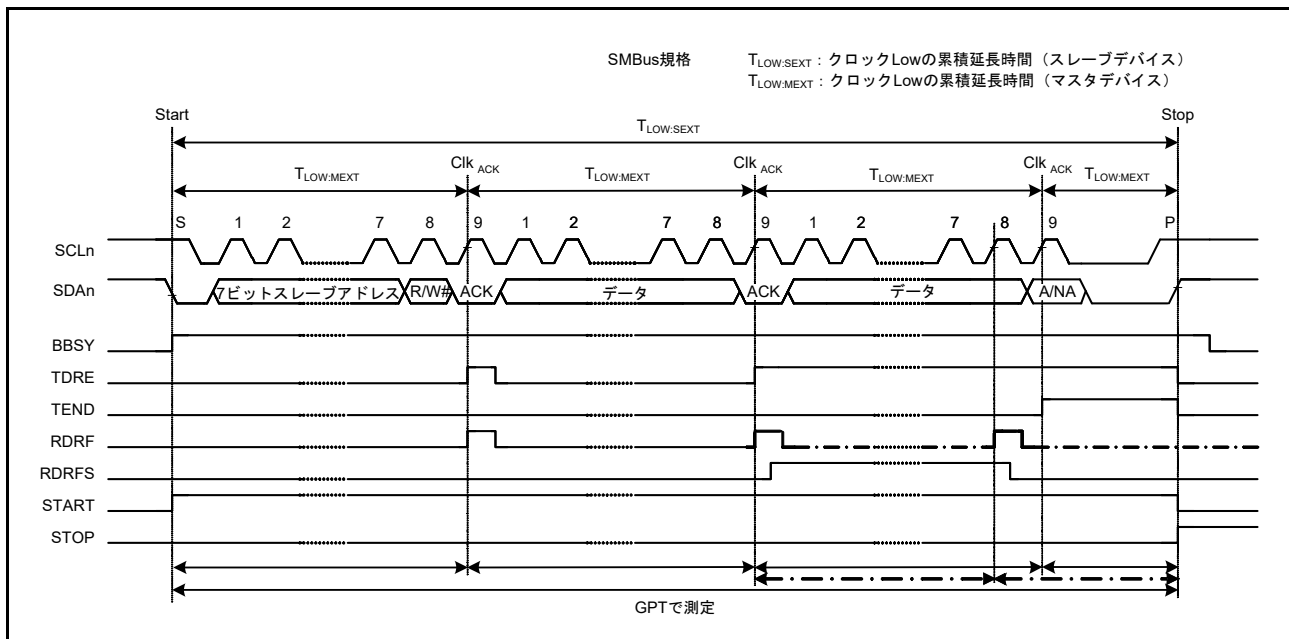 SMBus規格 TLOW:SEXT : クロックLowの累積延長時間（スレーブデバイス）
TLOW:MEXT : クロックLowの累積延長時間（マスタデバイス）
Start Stop
TLOW:SEXT
Clk ACK Clk ACK Clk ACK
TLOW:MEXT TLOW:MEXT TLOW:MEXT TLOW:MEXT
S 1 2 7 8 9 1 2 7 8 9 1 2 7 8 9 P
SCLn
SDAn 7ビットスレーブアドレス R/W# ACK データ ACK データ A/NA
BBSY
TDRE
TEND
RDRF
RDRFS
START
STOP
GPTで測定